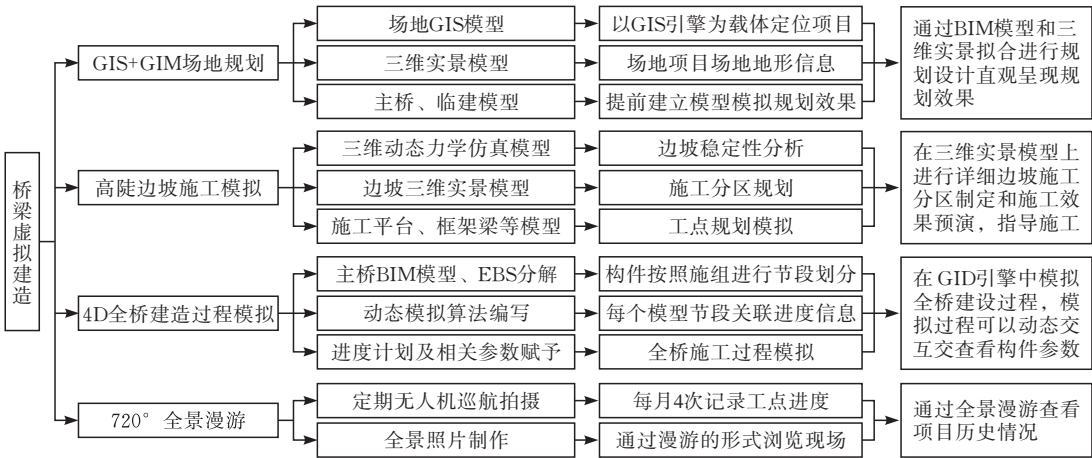 桥梁虚拟建造
GIS+GIM场地规划
场地GIS模型
以GIS引擎为载体定位项目
三维实景模型
场地项目场地地形信息
主桥、临建模型
提前建立模型模拟规划效果
通过BIM模型和三
维实景拟合进行规
划设计直观呈现规
划效果
高陡边坡施工模拟
三维动态力学仿真模型
边坡稳定性分析
边坡三维实景模型
施工分区规划
施工平台、框架梁等模型
工点规划模拟
在三维实景模型上
进行详细边坡施工
分区制定和施工效
果预演，指导施工
4D全桥建造过程模拟
主桥BIM模型、EBS分解
构件按照施组进行节段划分
动态模拟算法编写
每个模型节段关联进度信息
进度计划及相关参数赋予
全桥施工过程模拟
在GID引擎中模拟
全桥建设过程，模
拟过程可以动态交
互交查看构件参数
720° 全景漫游
定期无人机巡航拍摄
每月4次记录工点进度
全景照片制作
通过漫游的形式浏览现场
通过全景漫游查看
项目历史情况